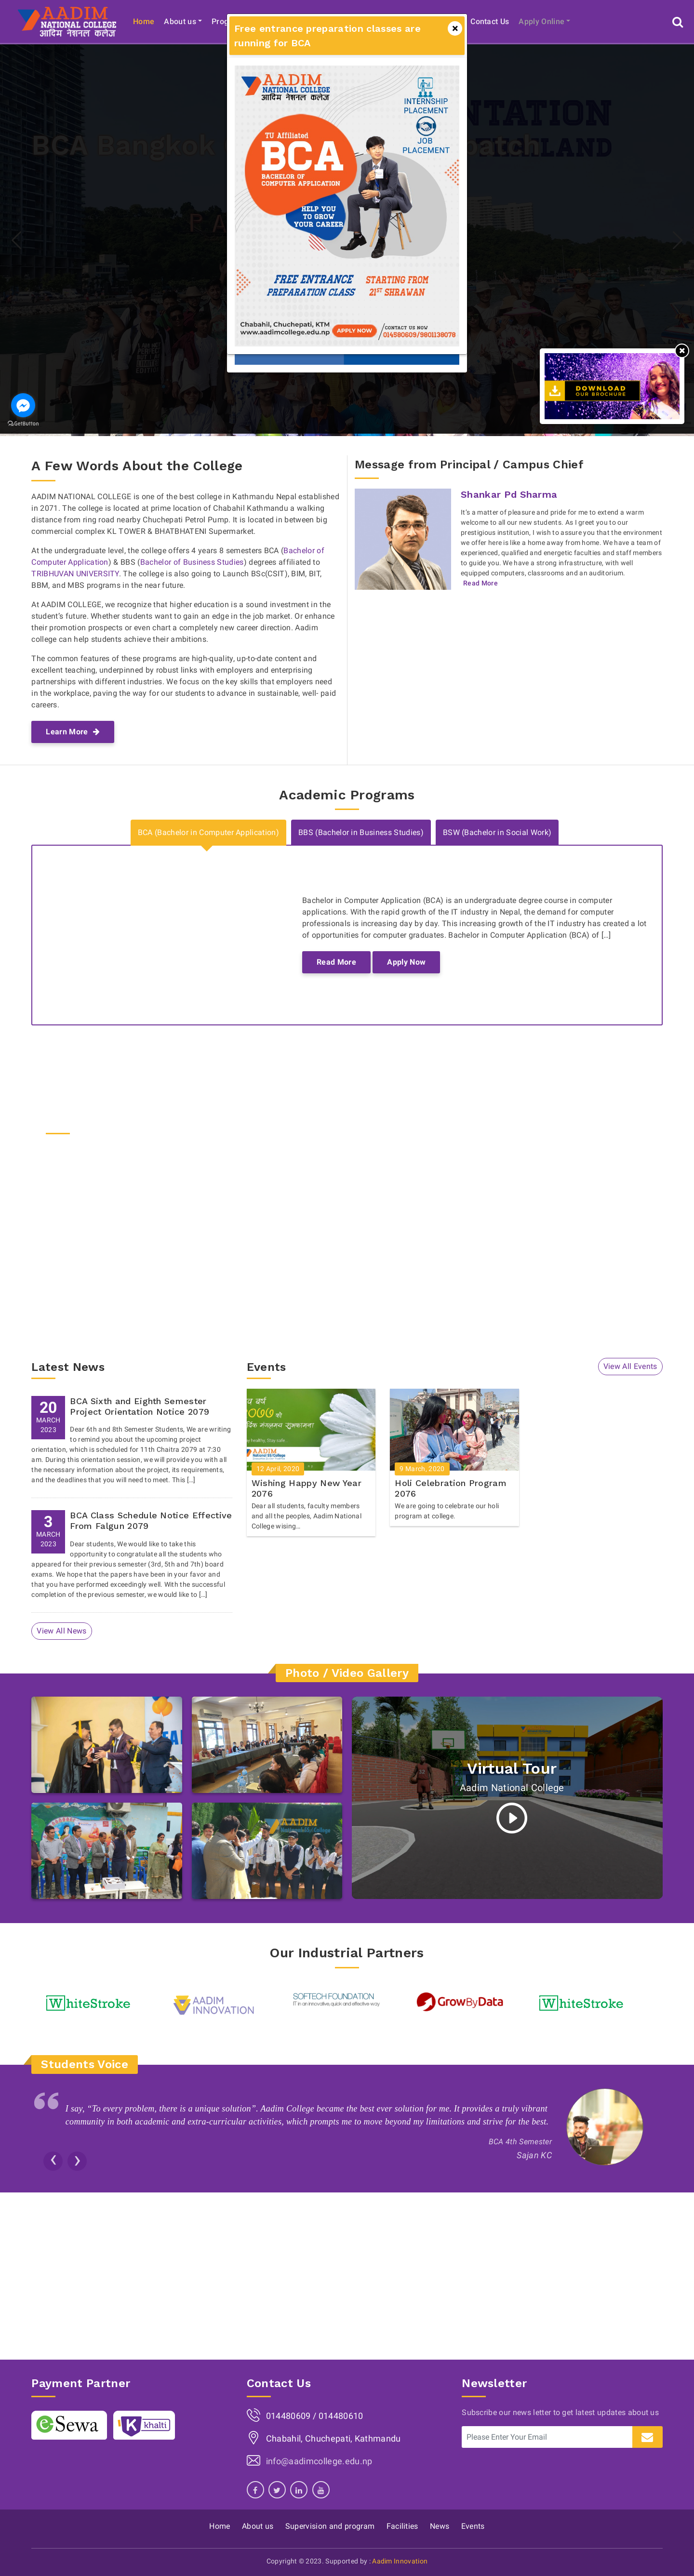 AADIM
NATIONAL COLLEGE
आदिम नेशनल कलेज
Home
About us
Contact Us
Apply Online
Free entrance preparation classes are
running for BCA
BCA Bangkok
AADIM
NATIONAL COLLEGE
आदिम नेशनल कलेज
INTERNSHIP
PLACEMENT
JOB
PLACEMENT
TU Affiliated
BCA
BACHELOR OF
COMPUTER APPLICATION
HELP YOU
TO GROW
YOUR CAREER
FREE ENTRANCE
PREPARATION CLASS
STARTING FROM
21ST SHRAWAN
Chabahil, Chuchepati, KTM
www.aadimcollege.edu.np
APPLY NOW
CONTACT US NOW
014580609/9801138079
DOWNLOAD
OUR BROCHURE
GetButton
A Few Words About the College
AADIM NATIONAL COLLEGE is one of the best college in Kathmandu Nepal established
in 2071. The college is located at prime location of Chabahil Kathmandu a walking
distance from ring road nearby Chuchepati Petrol Pump. It is located in between big
commercial complex KL TOWER & BHATBHATENI Supermarket.
At the undergraduate level, the college offers 4 years 8 semesters BCA (Bachelor of
Computer Application) & BBS (Bachelor of Business Studies) degrees affiliated to
TRIBHUVAN UNIVERSITY. The college is also going to Launch BSc(CSIT), BIM, BIT,
BBM, and MBS programs in the near future.
At AADIM COLLEGE, we recognize that higher education is a sound investment in the
student's future. Whether students want to gain an edge in the job market. Or enhance
their promotion prospects or even chart a completely new career direction. Aadim
college can help students achieve their ambitions.
The common features of these programs are high-quality, up-to-date content and
excellent teaching, underpinned by robust links with employers and enterprising
partnerships with different industries. We focus on the key skills that employers need
in the workplace, paving the way for our students to advance in sustainable, well- paid
careers.
Learn More
Message from Principal / Campus Chief
Shankar Pd Sharma
It's a matter of pleasure and pride for me to extend a warm
welcome to all our new students. As I greet you to our
prestigious institution, I wish to assure you that the environment
we offer here is like a home away from home. We have a team of
experienced, qualified and energetic faculties and staff members
to guide you. We have a strong infrastructure, with well
equipped computers, classrooms and an auditorium.
Read More
Academic Programs
BCA (Bachelor in Computer Application)
BBS (Bachelor in Business Studies)
BSW (Bachelor in Social Work)
Bachelor in Computer Application (BCA) is an undergraduate degree course in computer
applications. With the rapid growth of the IT industry in Nepal, the demand for computer
professionals is increasing day by day. This increasing growth of the IT industry has created a lot
of opportunities for computer graduates. Bachelor in Computer Application (BCA) of [...]
Read More
Apply Now
Latest News
20
MARCH
2023
BCA Sixth and Eighth Semester
Project Orientation Notice 2079
Dear 6th and 8th Semester Students, We are writing
to remind you about the upcoming project
orientation, which is scheduled for 11th Chaitra 2079 at 7:30
am. During this orientation session, we will provide you with all
the necessary information about the project, its requirements,
and the deadlines that you will need to meet. This [...]
3
MARCH
2023
BCA Class Schedule Notice Effective
From Falgun 2079
Dear students, We would like to take this
opportunity to congratulate all the students who
appeared for their previous semester (3rd, 5th and 7th) board
exams. We hope that the papers have been in your favor and
that you have performed exceedingly well. With the successful
completion of the previous semester, we would like to [...]
View All News
Events
View All Events
12 April, 2020
Wishing Happy New Year
2076
Dear all students, faculty members
and all the peoples, Aadim National
College wising...
9 March, 2020
Holi Celebration Program
2076
We are going to celebrate our holi
program at college.
Photo / Video Gallery
Virtual Tour
Aadim National College
Our Industrial Partners
WhiteStroke
AADIM
INNOVATION
SOFTECH FOUNDATION
IT in an innovative, quick and effective way
GrowByData
WhiteStroke
Students Voice
I say, “To every problem, there is a unique solution”. Aadim College became the best ever solution for me. It provides a truly vibrant
community in both academic and extra-curricular activities, which prompts me to move beyond my limitations and strive for the best.
BCA 4th Semester
Sajan KC
Payment Partner
eSewa
khalti
Contact Us
014480609 / 014480610
Chabahil, Chuchepati, Kathmandu
info@aadimcollege.edu.np
Newsletter
Subscribe our news letter to get latest updates about us
Please Enter Your Email
Home
About us
Supervision and program
Facilities
News
Events
Copyright © 2023. Supported by : Aadim Innovation